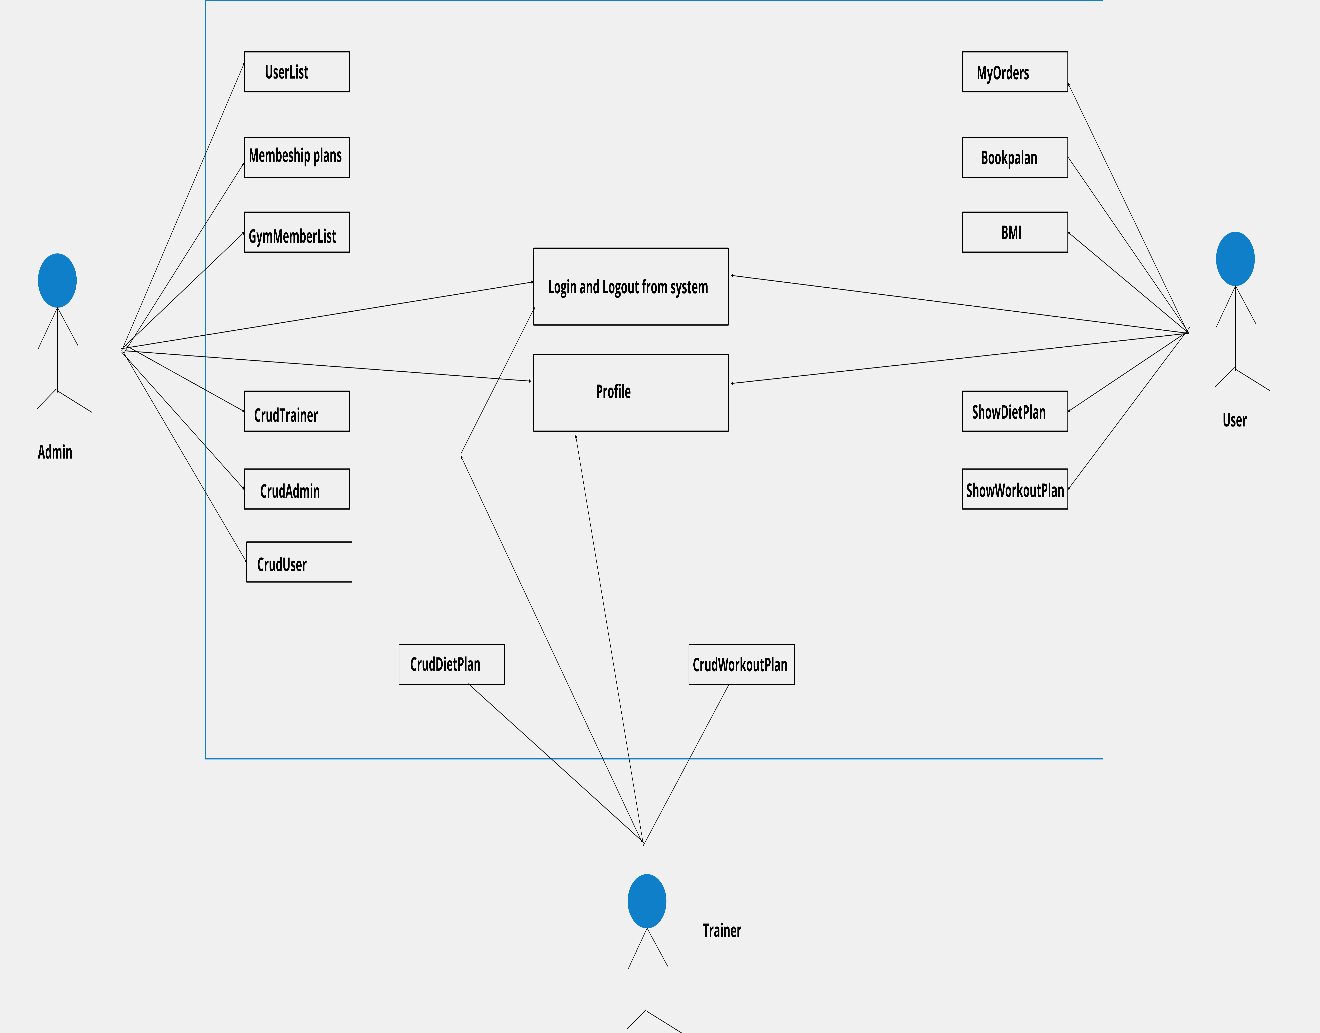 UserList
MyOrders
Membeship plans
Bookpalan
GymMemberList
BMI
Login and Logout from system
Profile
CrudTrainer
ShowDietPlan
User
Admin
CrudAdmin
ShowWorkoutPlan
CrudUser
CrudDietPlan
CrudWorkoutPlan
Trainer